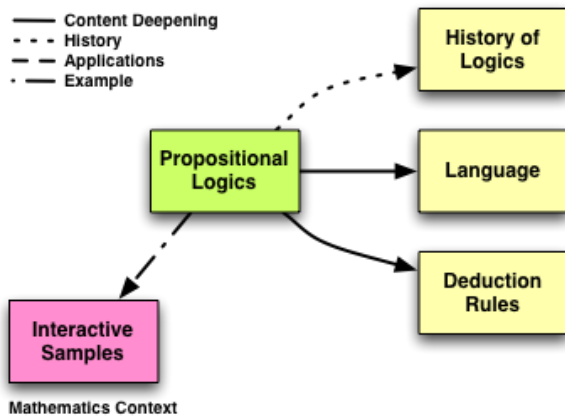 Content Deepening
History
Applications
Example
History of
Logics
Propositional
Logics
Language
Deduction
Rules
Interactive
Samples
Mathematics Context